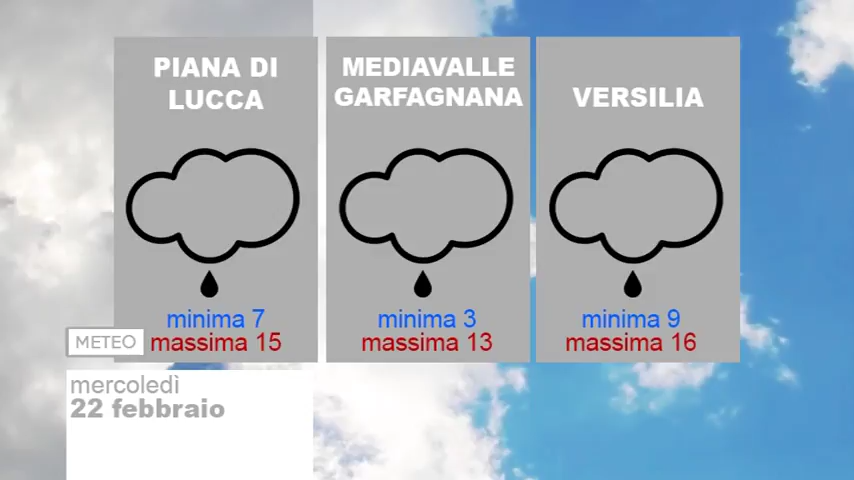 PIANA DI
LUCCA
minima 7
massima 15
MEDIAVALLE
GARFAGNANA
minima 3
massima 13
VERSILIA
minima 9
massima 16
METEO
mercoledì
22 febbraio